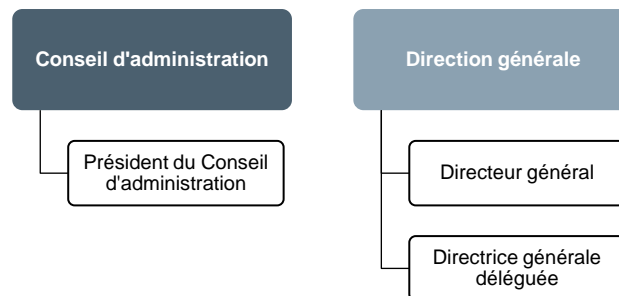 Conseil d'administration
Président du Conseil
d'administration
Direction générale
Directeur général
Directrice générale
déléguée